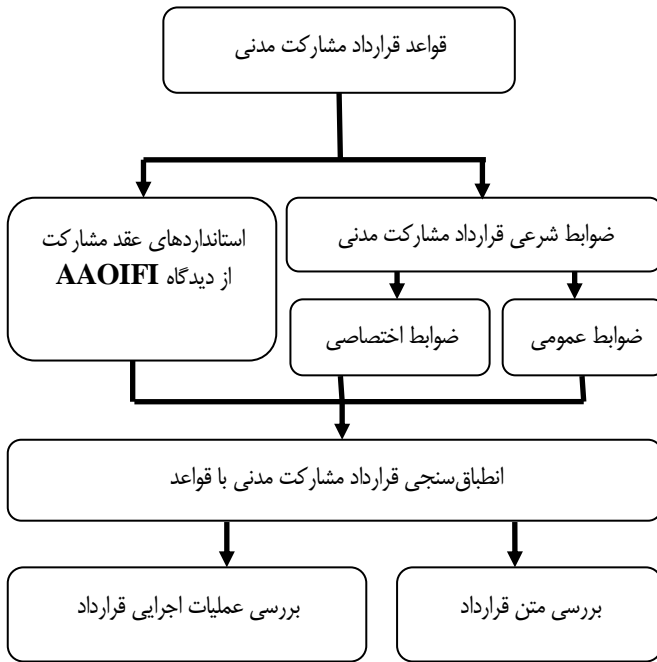 قواعد قرارداد مشارکت مدنی
ضوابط شرعی قرارداد مشارکت مدنی
استانداردهای عقد مشارکت
از دیدگاه AAOIFI
ضوابط عمومی
ضوابط اختصاصی
انطباق‌سنجی قرارداد مشارکت مدنی با قواعد
بررسی متن قرارداد
بررسی عملیات اجرایی قرارداد